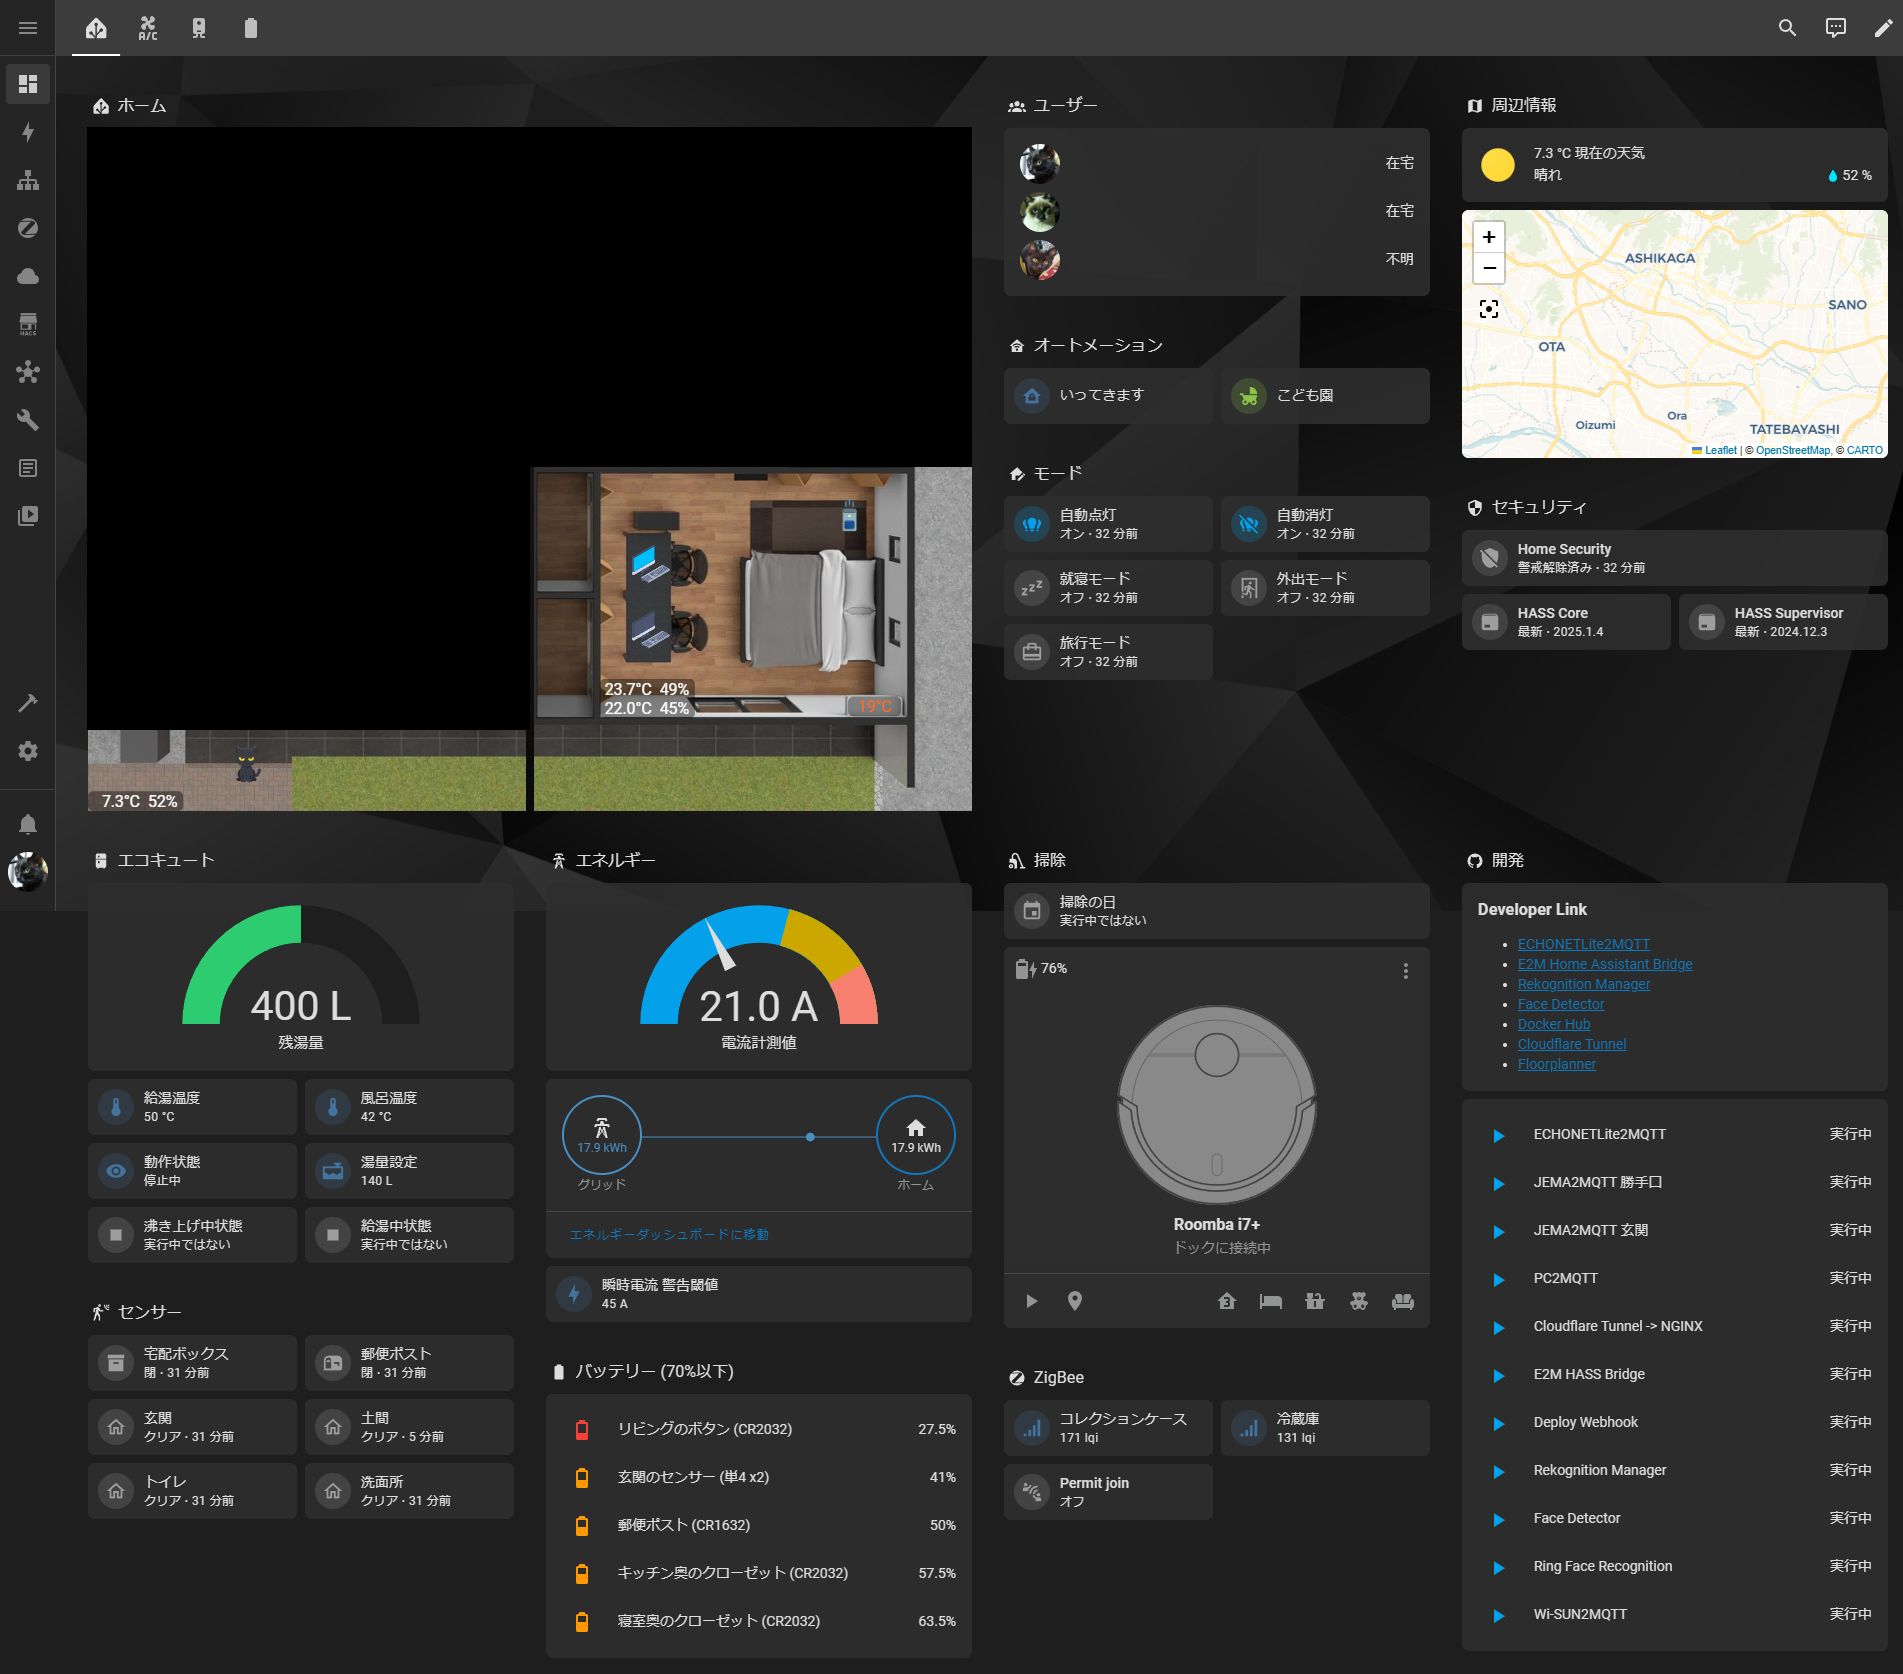 A/C
HACS
ホーム
23.7°C 49%
22.0°C 45%
19°C
7.3°C 52%
ユーザー
在宅
在宅
不明
オートメーション
いってきます
こども園
モード
自動点灯
オン · 32 分前
自動消灯
オン · 32 分前
就寝モード
オフ · 32 分前
外出モード
オフ · 32 分前
旅行モード
オフ · 32 分前
周辺情報
7.3 °C 現在の天気
晴れ
52 %
+
−
ASHIKAGA
SANO
OTA
Ora
Oizumi
TATEBAYASHI
Leaflet | © OpenStreetMap, © CARTO
セキュリティ
Home Security
警戒解除済み · 32 分前
HASS Core
最新 · 2025.1.4
HASS Supervisor
最新 · 2024.12.3
エコキュート
400 L
残湯量
給湯温度
50 °C
風呂温度
42 °C
動作状態
停止中
湯量設定
140 L
沸き上げ中状態
実行中ではない
給湯中状態
実行中ではない
センサー
宅配ボックス
閉 · 31 分前
郵便ポスト
閉 · 31 分前
玄関
クリア · 31 分前
土間
クリア · 5 分前
トイレ
クリア · 31 分前
洗面所
クリア · 31 分前
エネルギー
21.0 A
電流計測値
17.9 kWh
グリッド
17.9 kWh
ホーム
エネルギーダッシュボードに移動
瞬時電流 警告閾値
45 A
バッテリー (70%以下)
リビングのボタン (CR2032)
27.5%
玄関のセンサー (単4 x2)
41%
郵便ポスト (CR1632)
50%
キッチン奥のクローゼット (CR2032)
57.5%
寝室奥のクローゼット (CR2032)
63.5%
掃除
掃除の日
実行中ではない
76%
Roomba i7+
ドックに接続中
ZigBee
コレクションケース
171 lqi
冷蔵庫
131 lqi
Permit join
オフ
開発
Developer Link
ECHONETLite2MQTT
E2M Home Assistant Bridge
Rekognition Manager
Face Detector
Docker Hub
Cloudflare Tunnel
Floorplanner
ECHONETLite2MQTT
実行中
JEMA2MQTT 勝手口
実行中
JEMA2MQTT 玄関
実行中
PC2MQTT
実行中
Cloudflare Tunnel -> NGINX
実行中
E2M HASS Bridge
実行中
Deploy Webhook
実行中
Rekognition Manager
実行中
Face Detector
実行中
Ring Face Recognition
実行中
Wi-SUN2MQTT
実行中